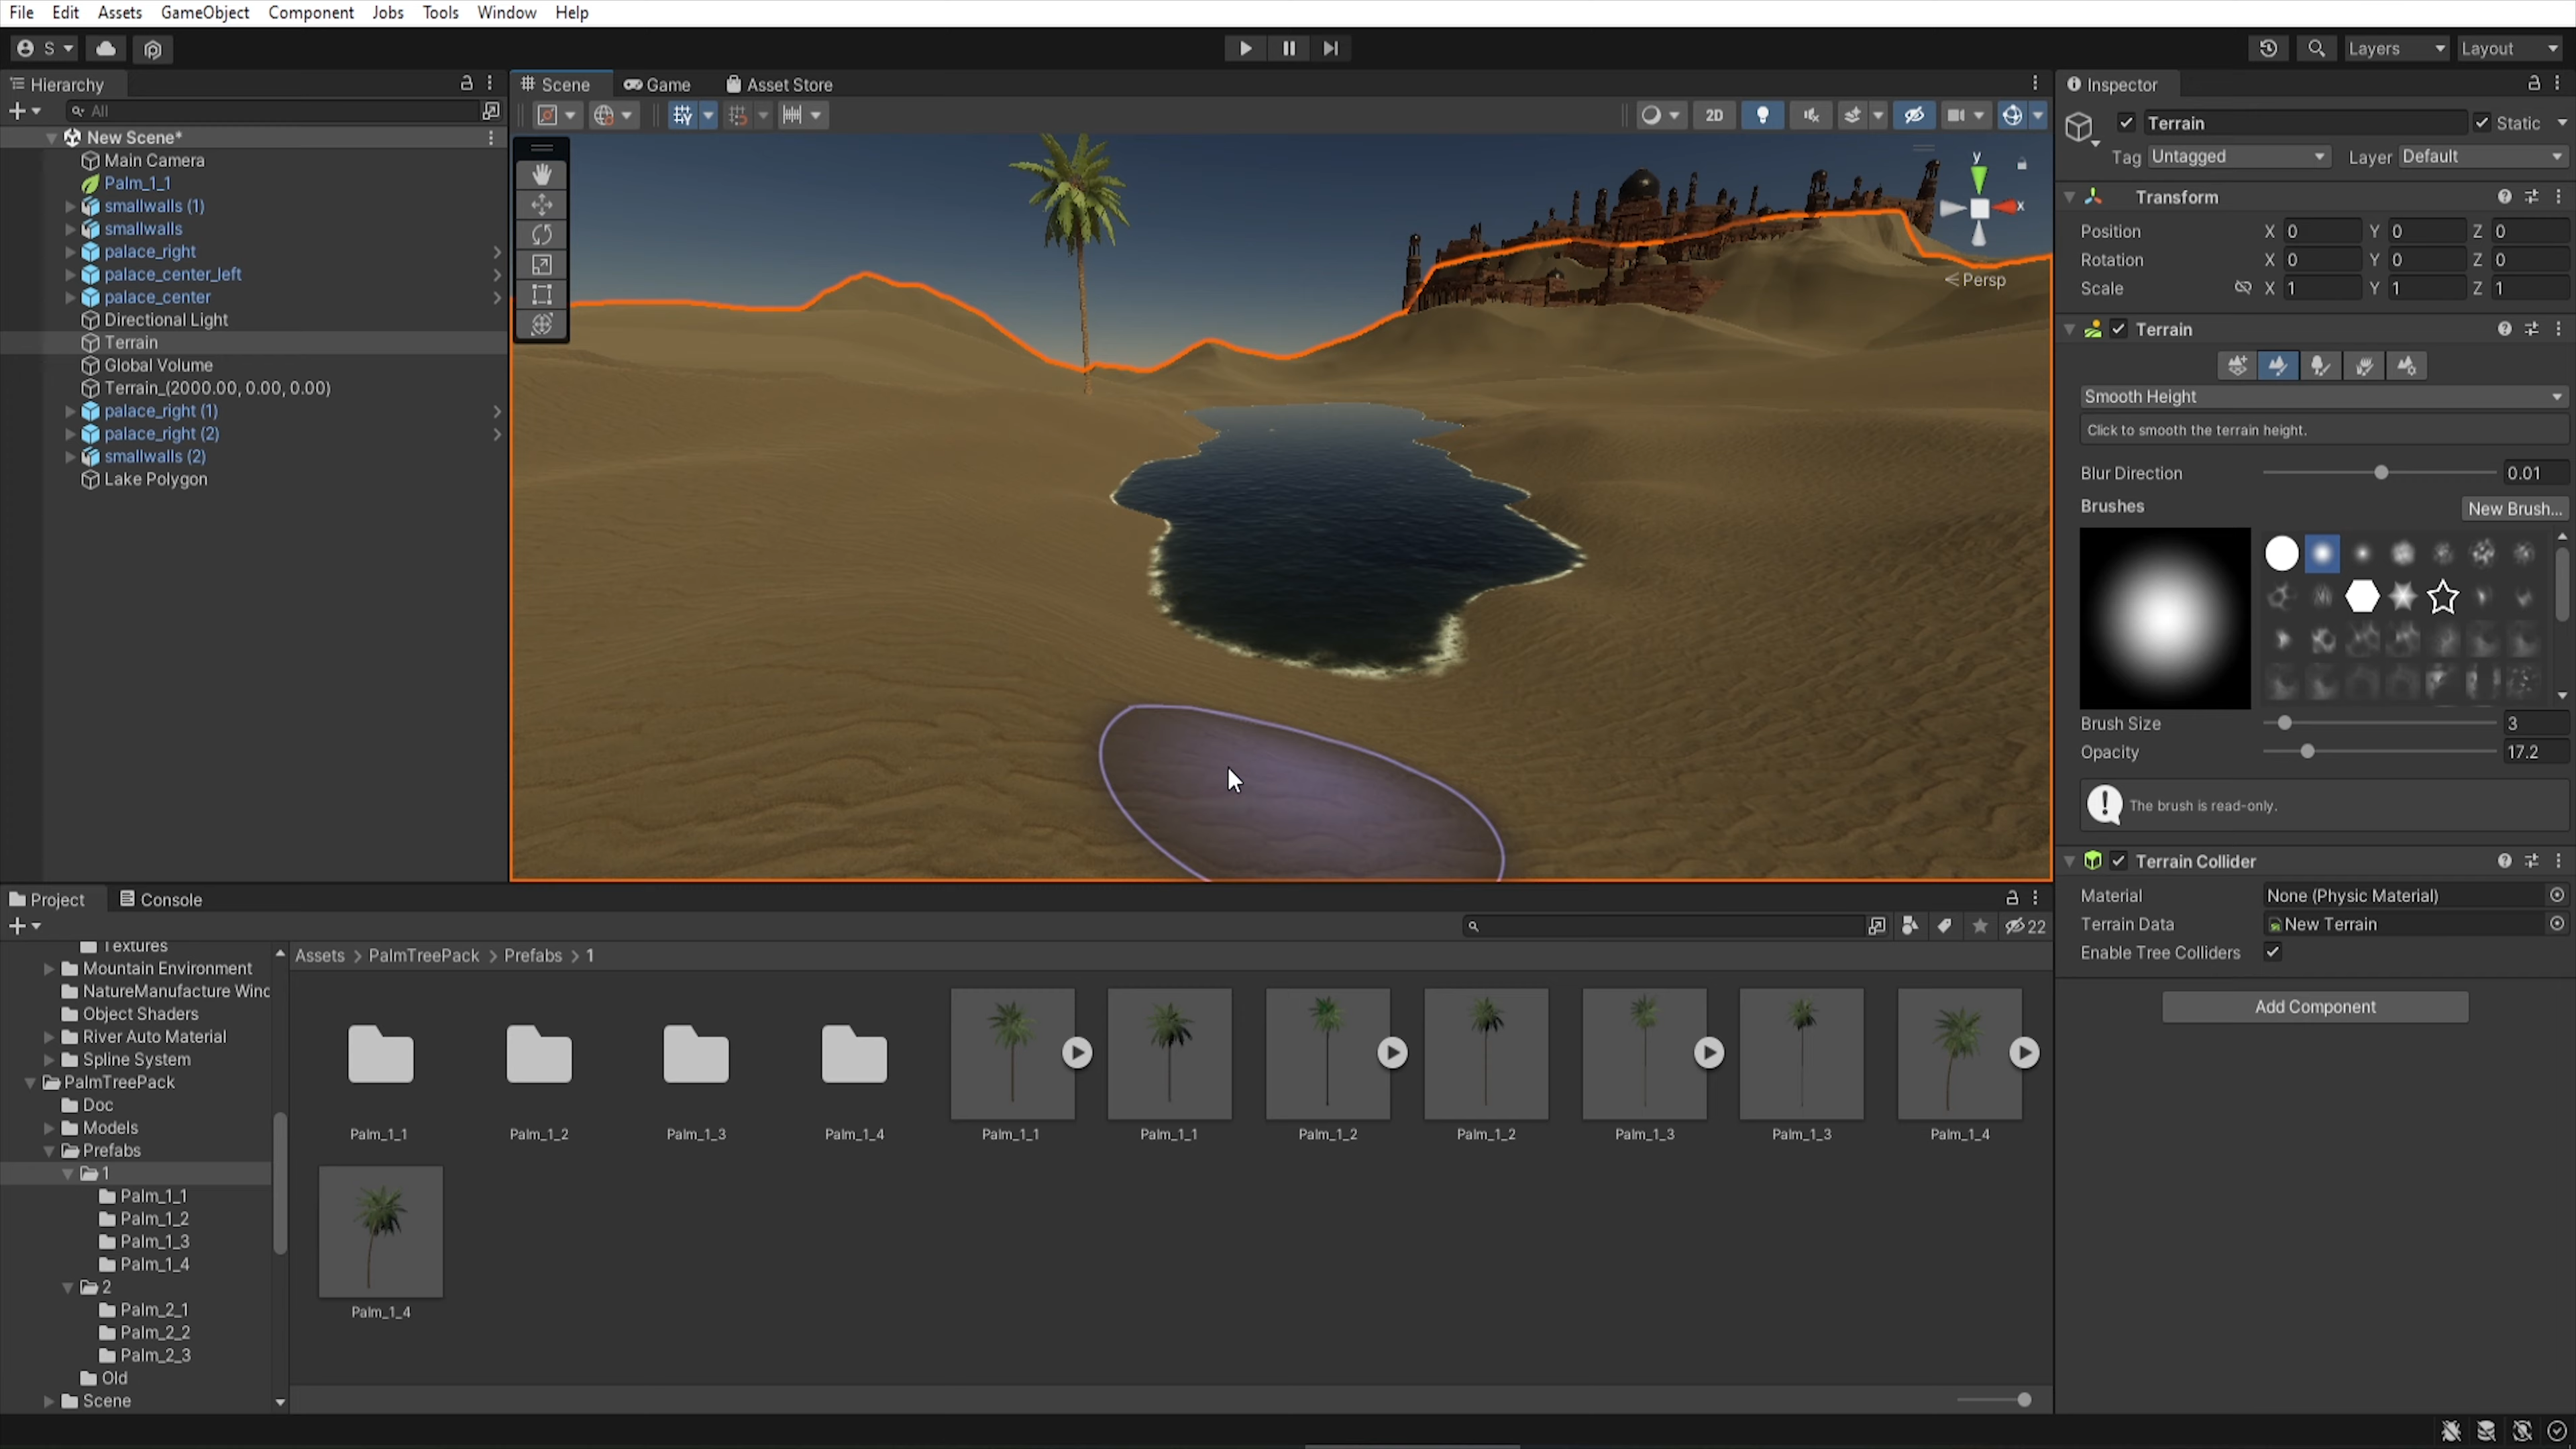 File Edit Assets GameObject Component Jobs Tools Window Help
S Layers Layout
Hierarchy
All
New Scene*
Main Camera
Palm_1_1
smallwalls (1)
smallwalls
palace_right
palace_center_left
palace_center
Directional Light
Terrain
Global Volume
Terrain_(2000.00, 0.00, 0.00)
palace_right (1)
palace_right (2)
smallwalls (2)
Lake Polygon
Scene Game Asset Store
2D
y
x
< Persp
Inspector
Terrain Static
Tag Untagged Layer Default
Transform
Position X 0 Y 0 Z 0
Rotation X 0 Y 0 Z 0
Scale X 1 Y 1 Z 1
Terrain
Smooth Height
Click to smooth the terrain height.
Blur Direction 0.01
Brushes New Brush...
Brush Size 3
Opacity 17.2
The brush is read-only.
Terrain Collider
Material None (Physic Material)
Terrain Data New Terrain
Enable Tree Colliders
Add Component
Project Console
22
Textures
Mountain Environment
NatureManufacture Winc
Object Shaders
River Auto Material
Spline System
PalmTreePack
Doc
Models
Prefabs
1
Palm_1_1
Palm_1_2
Palm_1_3
Palm_1_4
2
Palm_2_1
Palm_2_2
Palm_2_3
Old
Scene
Assets > PalmTreePack > Prefabs > 1
Palm_1_1 Palm_1_2 Palm_1_3 Palm_1_4 Palm_1_1 Palm_1_1 Palm_1_2 Palm_1_2 Palm_1_3 Palm_1_3 Palm_1_4
Palm_1_4